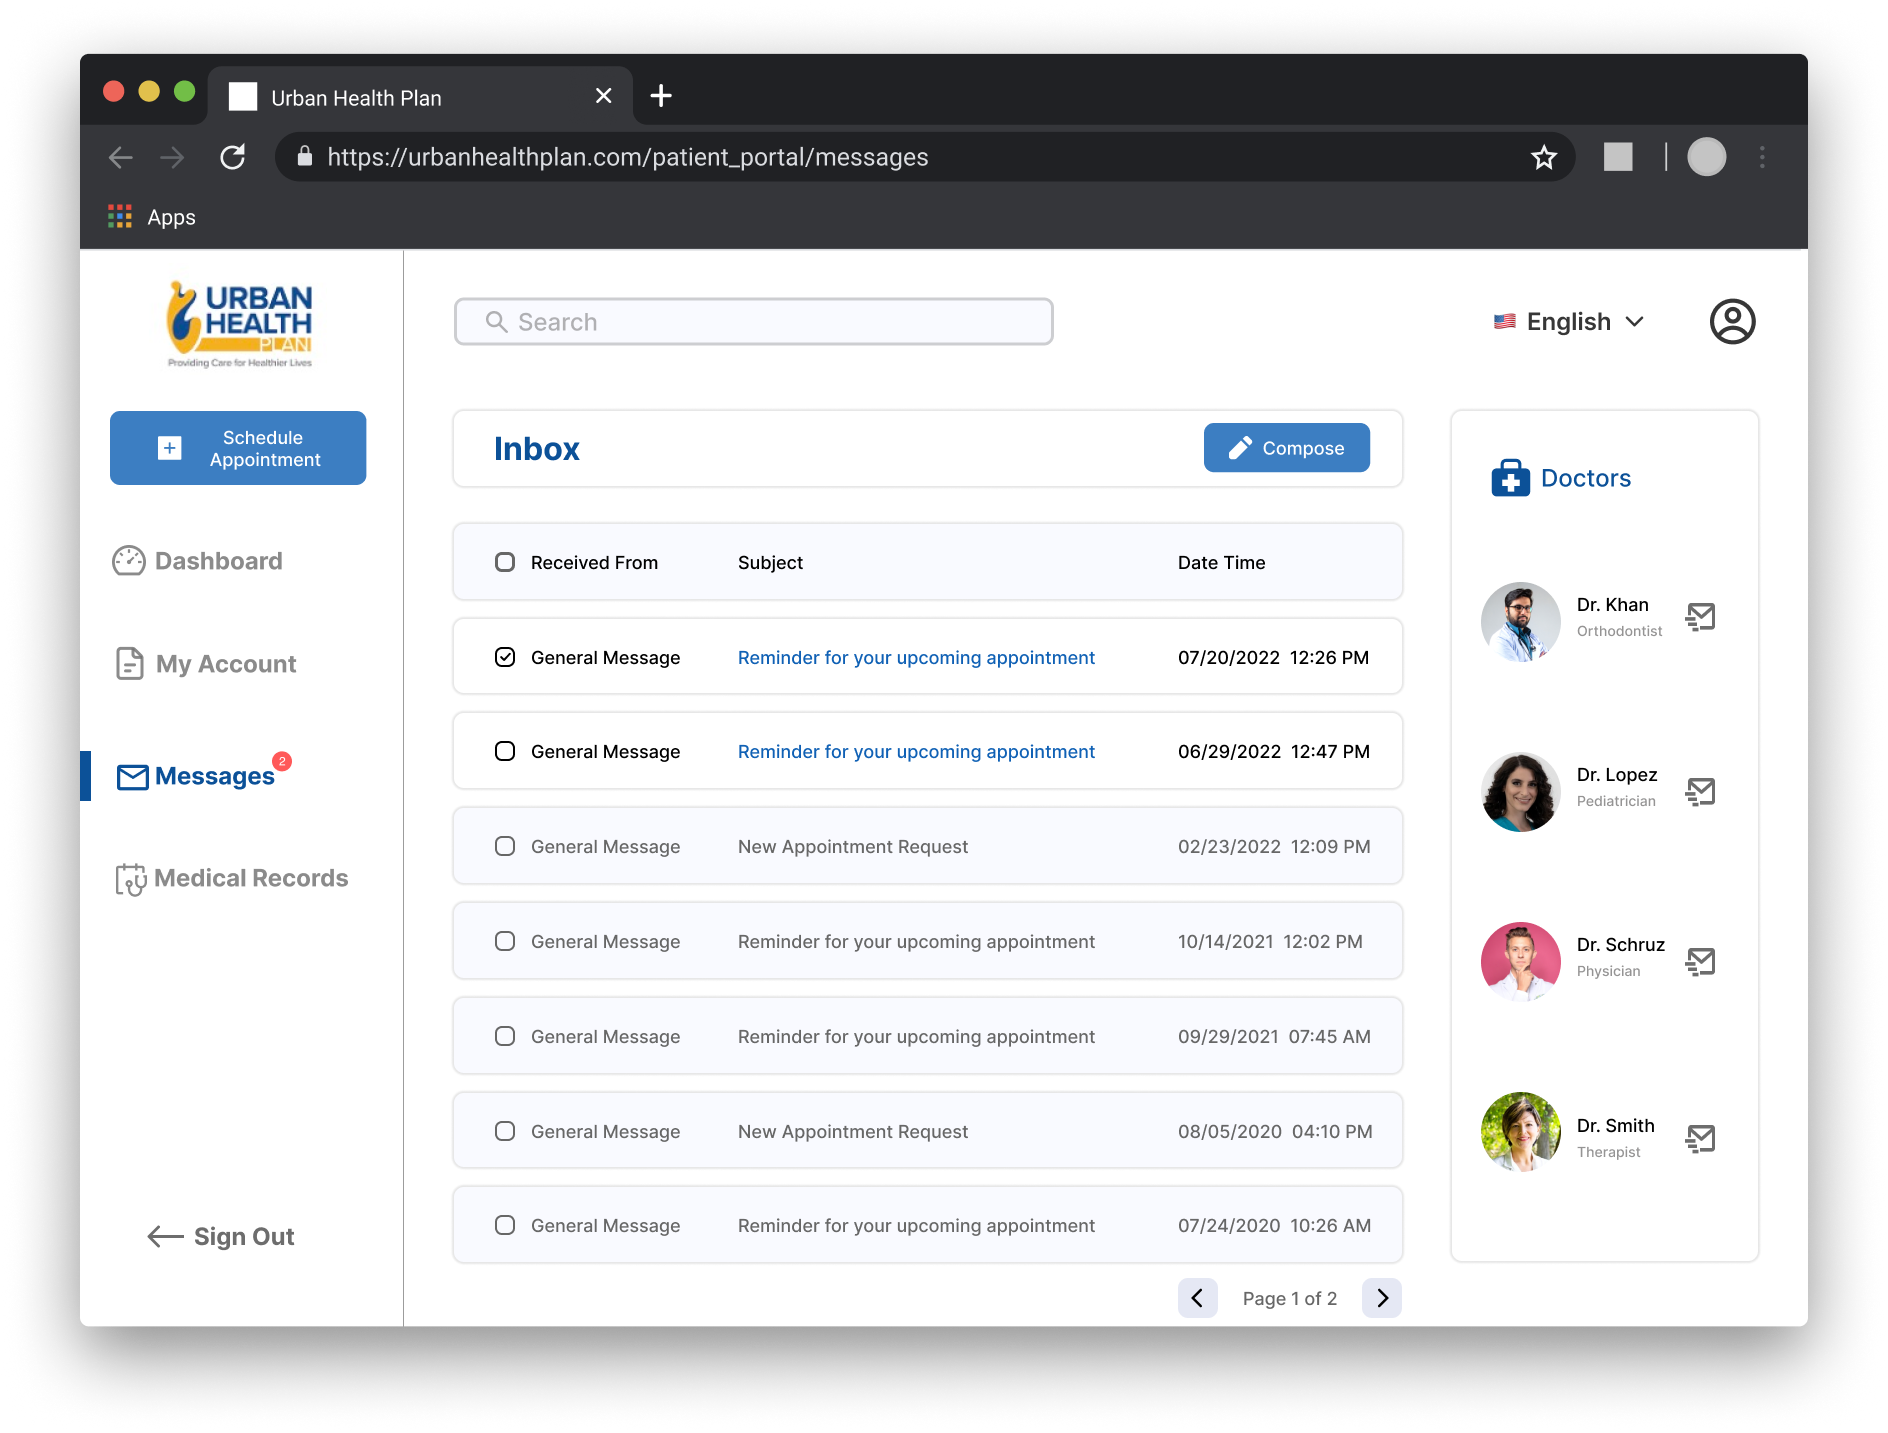 Urban Health Plan
https://urbanhealthplan.com/patient_portal/messages
Apps
URBAN
HEALTH
PLAN
Providing Care for Healthier Lives
Search
English
Schedule
Appointment
Dashboard
My Account
Messages 2
Medical Records
Sign Out
Inbox
Compose
Received From Subject Date Time
General Message Reminder for your upcoming appointment 07/20/2022 12:26 PM
General Message Reminder for your upcoming appointment 06/29/2022 12:47 PM
General Message New Appointment Request 02/23/2022 12:09 PM
General Message Reminder for your upcoming appointment 10/14/2021 12:02 PM
General Message Reminder for your upcoming appointment 09/29/2021 07:45 AM
General Message New Appointment Request 08/05/2020 04:10 PM
General Message Reminder for your upcoming appointment 07/24/2020 10:26 AM
Page 1 of 2
Doctors
Dr. Khan
Orthodontist
Dr. Lopez
Pediatrician
Dr. Schruz
Physician
Dr. Smith
Therapist